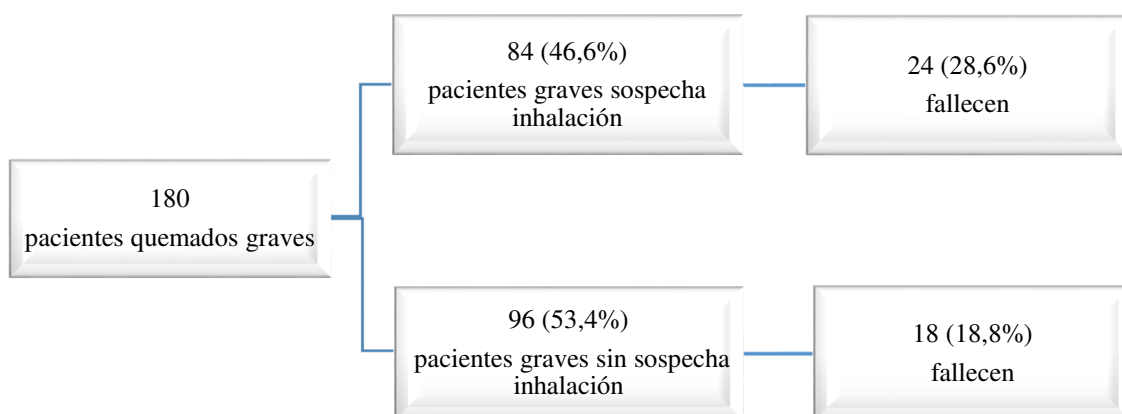 180
pacientes quemados graves
84 (46,6%)
pacientes graves sospecha
inhalación
24 (28,6%)
fallecen
96 (53,4%)
pacientes graves sin sospecha
inhalación
18 (18,8%)
fallecen